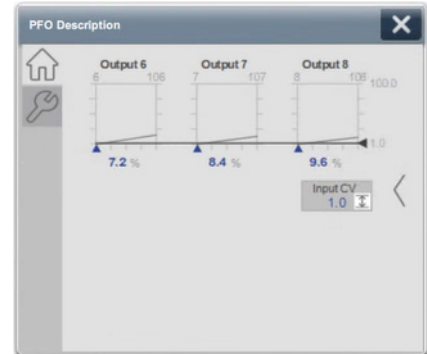 PFO Description
Output 6 Output 7 Output 8
6 106 7 107 8 108 100.0
1.0
7.2 % 8.4 % 9.6 %
Input CV
1.0